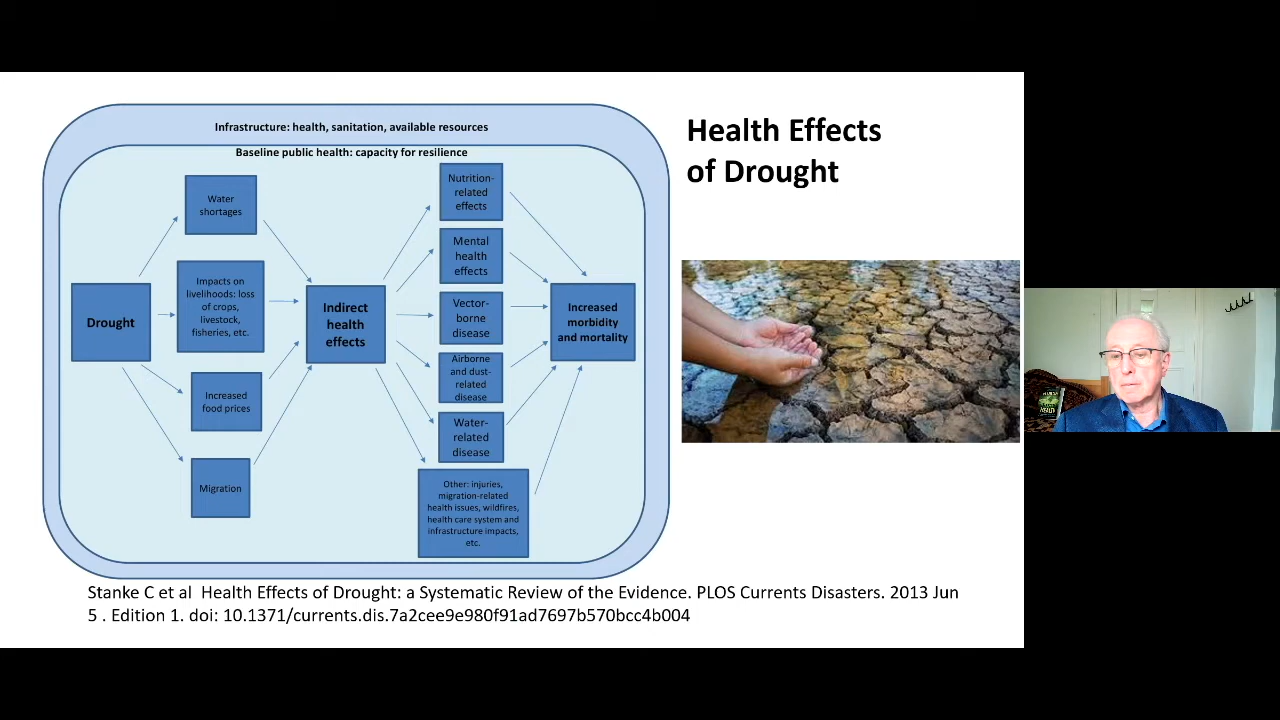 Infrastructure: health, sanitation, available resources
Baseline public health: capacity for resilience
Health Effects
of Drought
Drought
Water
shortages
Impacts on
livelihoods: loss
of crops,
livestock,
fisheries, etc.
Increased
food prices
Migration
Indirect
health
effects
Nutrition-
related
effects
Mental
health
effects
Vector-
borne
disease
Airborne
and dust-
related
disease
Water-
related
disease
Other: injuries,
migration-related
health issues, wildfires,
health care system and
infrastructure impacts,
etc.
Increased
morbidity
and mortality
Stanke C et al  Health Effects of Drought: a Systematic Review of the Evidence. PLOS Currents Disasters. 2013 Jun
5 . Edition 1. doi: 10.1371/currents.dis.7a2cee9e980f91ad7697b570bcc4b004